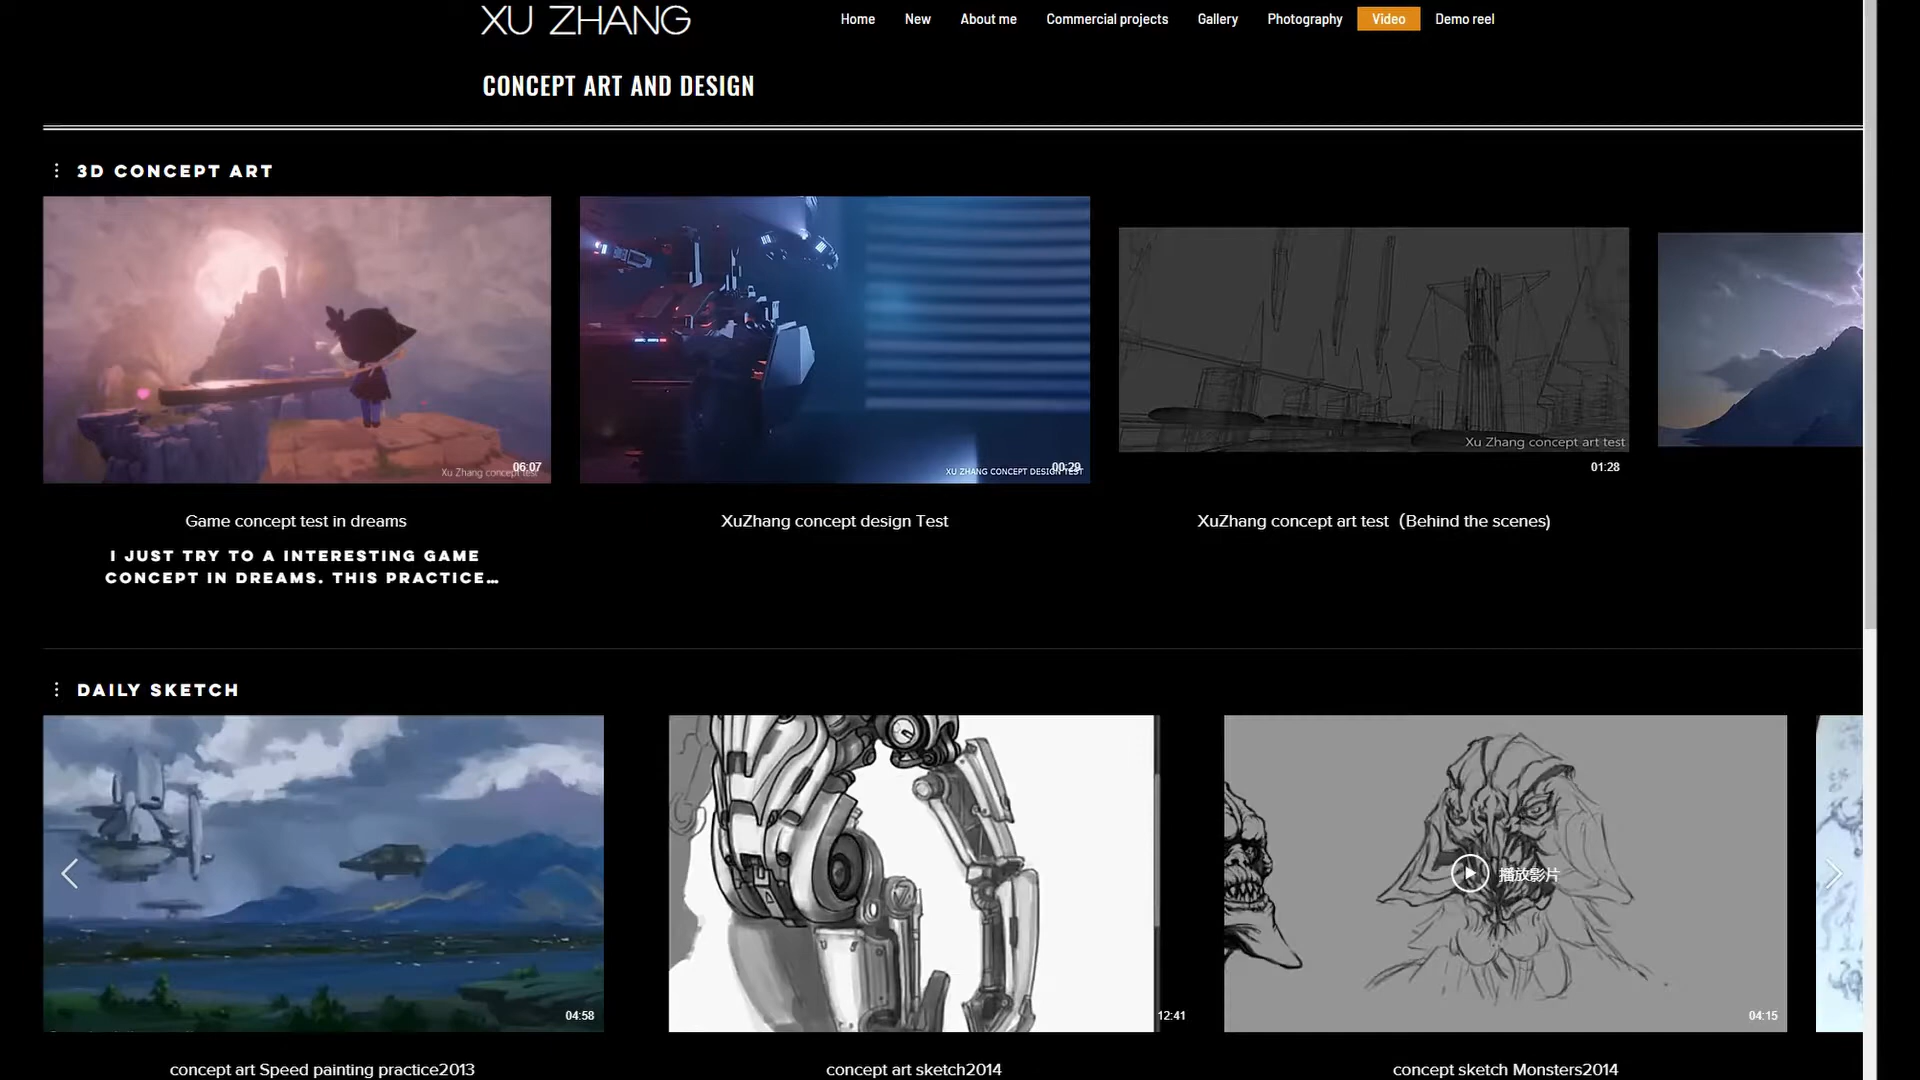 XU ZHANG
Home New About me Commercial projects Gallery Photography Video Demo reel
CONCEPT ART AND DESIGN
3D CONCEPT ART
Xu Zhang concept test
06:07
XU ZHANG CONCEPT DESIGN TEST
00:29
Xu Zhang concept art test
01:28
Game concept test in dreams
XuZhang concept design Test
XuZhang concept art test（Behind the scenes)
I JUST TRY TO A INTERESTING GAME
CONCEPT IN DREAMS. THIS PRACTICE...
DAILY SKETCH
播放影片
04:58
12:41
04:15
concept art Speed painting practice2013
concept art sketch2014
concept sketch Monsters2014